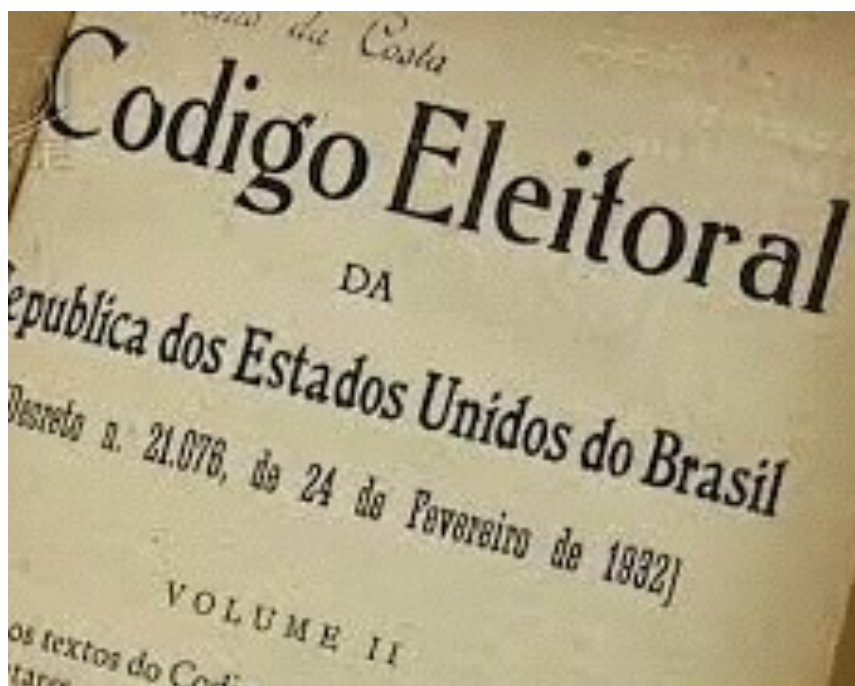 da Costa
Codigo Eleitoral
DA
epublica dos Estados Unidos do Brasil
Decreto n. 21.076, de 24 de Fevereiro de 1932)
VOLUME II
os textos do Codi